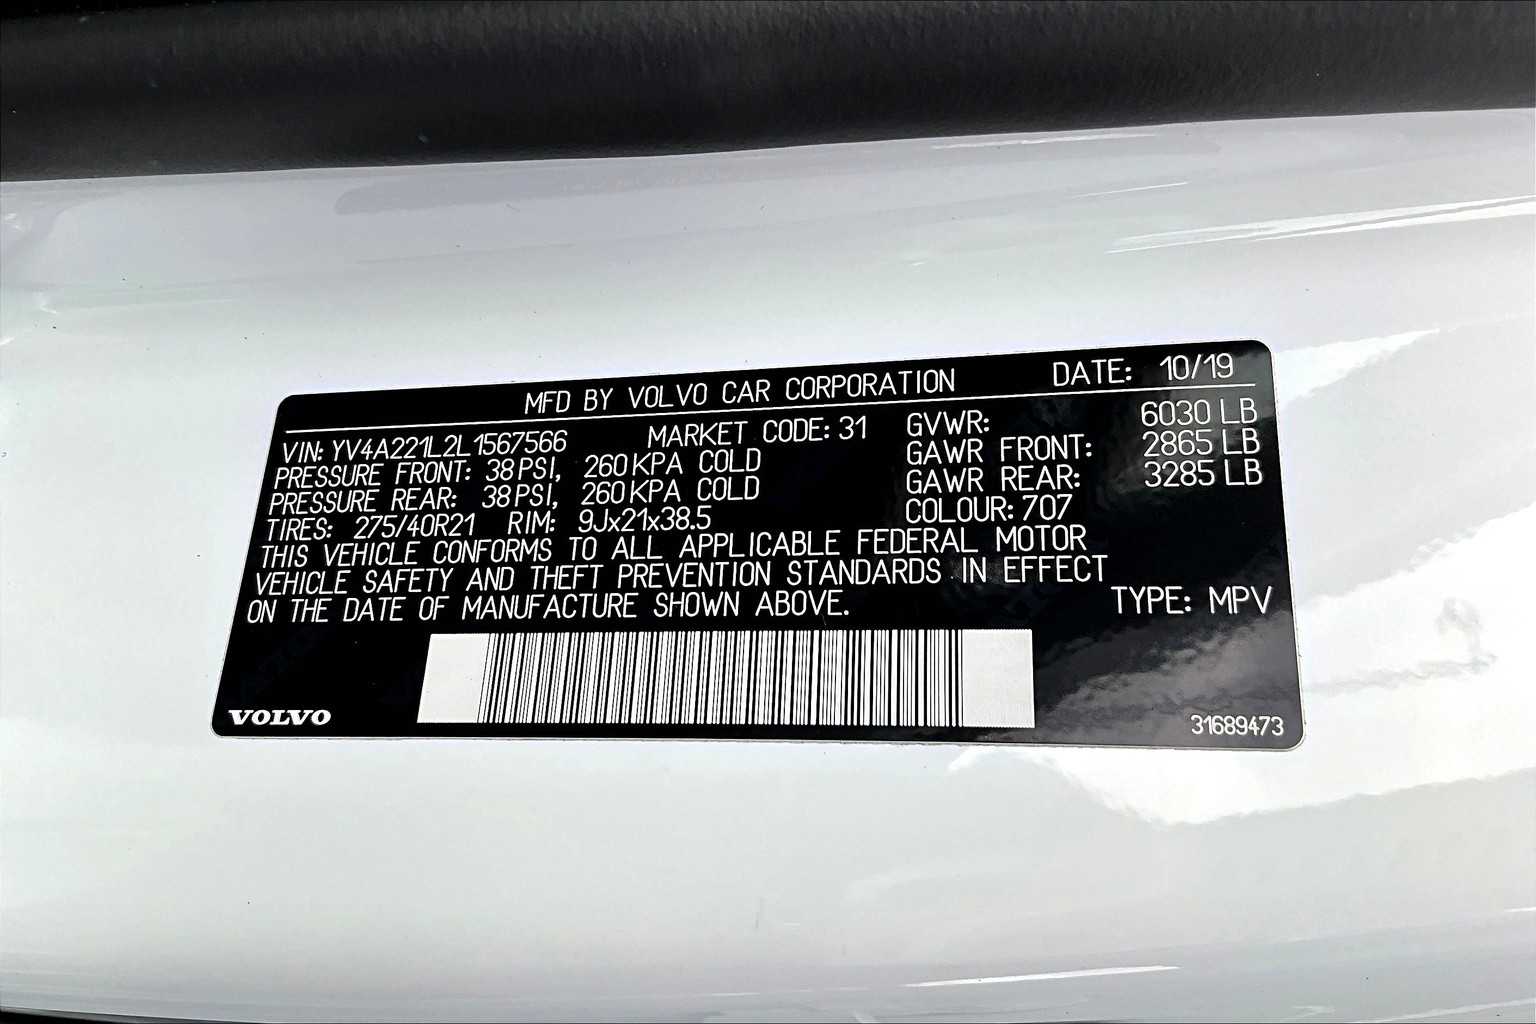 MFD BY VOLVO CAR CORPORATION DATE: 10/19
VIN: YV4A221L2L1567566 MARKET CODE: 31 GVWR: 6030 LB
PRESSURE FRONT: 38 PSI, 260 KPA COLD GAWR FRONT: 2865 LB
PRESSURE REAR: 38 PSI, 260 KPA COLD GAWR REAR: 3285 LB
TIRES: 275/40R21 RIM: 9Jx21x38.5 COLOUR: 707
THIS VEHICLE CONFORMS TO ALL APPLICABLE FEDERAL MOTOR
VEHICLE SAFETY AND THEFT PREVENTION STANDARDS IN EFFECT
ON THE DATE OF MANUFACTURE SHOWN ABOVE. TYPE: MPV
VOLVO 31689473